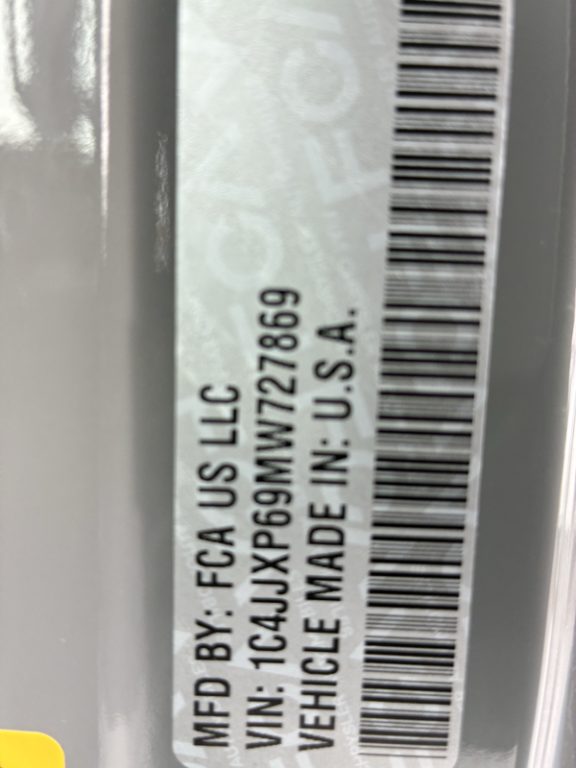 MFD BY: FCA US LLC
VIN: 1C4JJXP69MW727869
VEHICLE MADE IN: U.S.A.